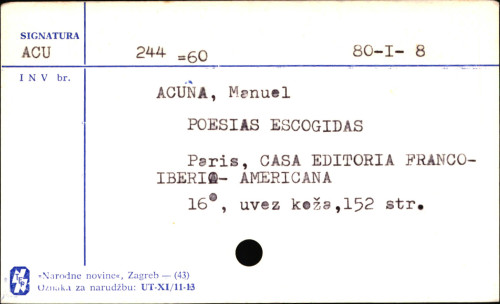 SIGNATURA
ACU 244 =60 80-I- 8
INV br.
ACUÑA, Manuel
POESIAS ESCOGIDAS
Paris, CASA EDITORIA FRANCO-
IBERIO- AMERICANA
16°, uvez koža,152 str.
»Narodne novine«, Zagreb — (43)
Oznaka za narudžbu: UT-XI/11-13